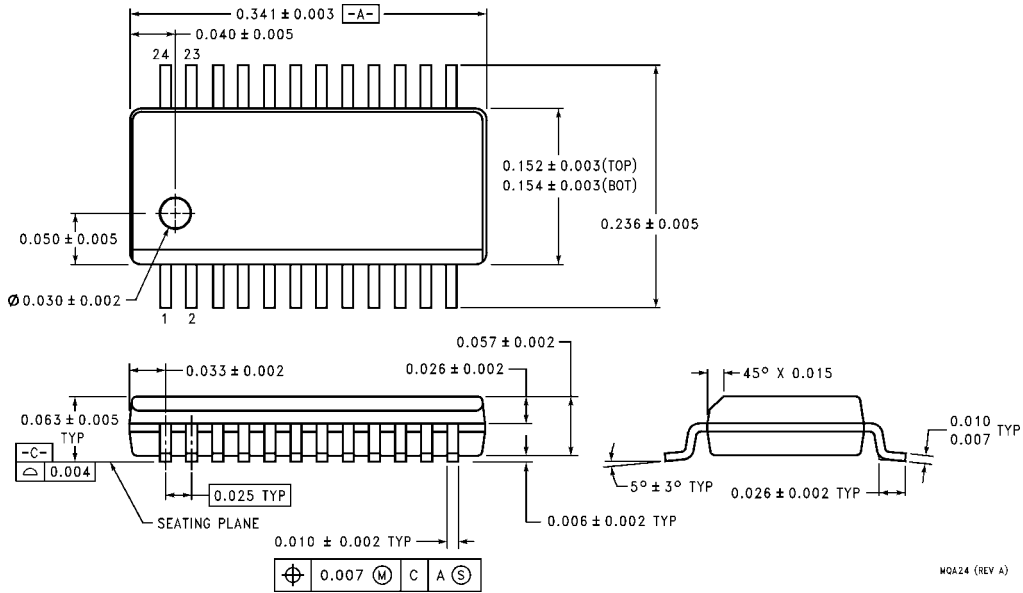 0.341 ± 0.003 -A-
0.040 ± 0.005
24 23
0.152 ± 0.003(TOP)
0.154 ± 0.003(BOT)
0.236 ± 0.005
0.050 ± 0.005
Ø 0.030 ± 0.002
1 2
0.057 ± 0.002
0.033 ± 0.002
0.026 ± 0.002
45° X 0.015
0.063 ± 0.005
TYP
0.010
0.007 TYP
-C-
⌓ 0.004
0.025 TYP
5° ± 3° TYP
0.026 ± 0.002 TYP
SEATING PLANE
0.006 ± 0.002 TYP
0.010 ± 0.002 TYP
⌖ 0.007 Ⓜ C A Ⓢ
MQA24 (REV A)